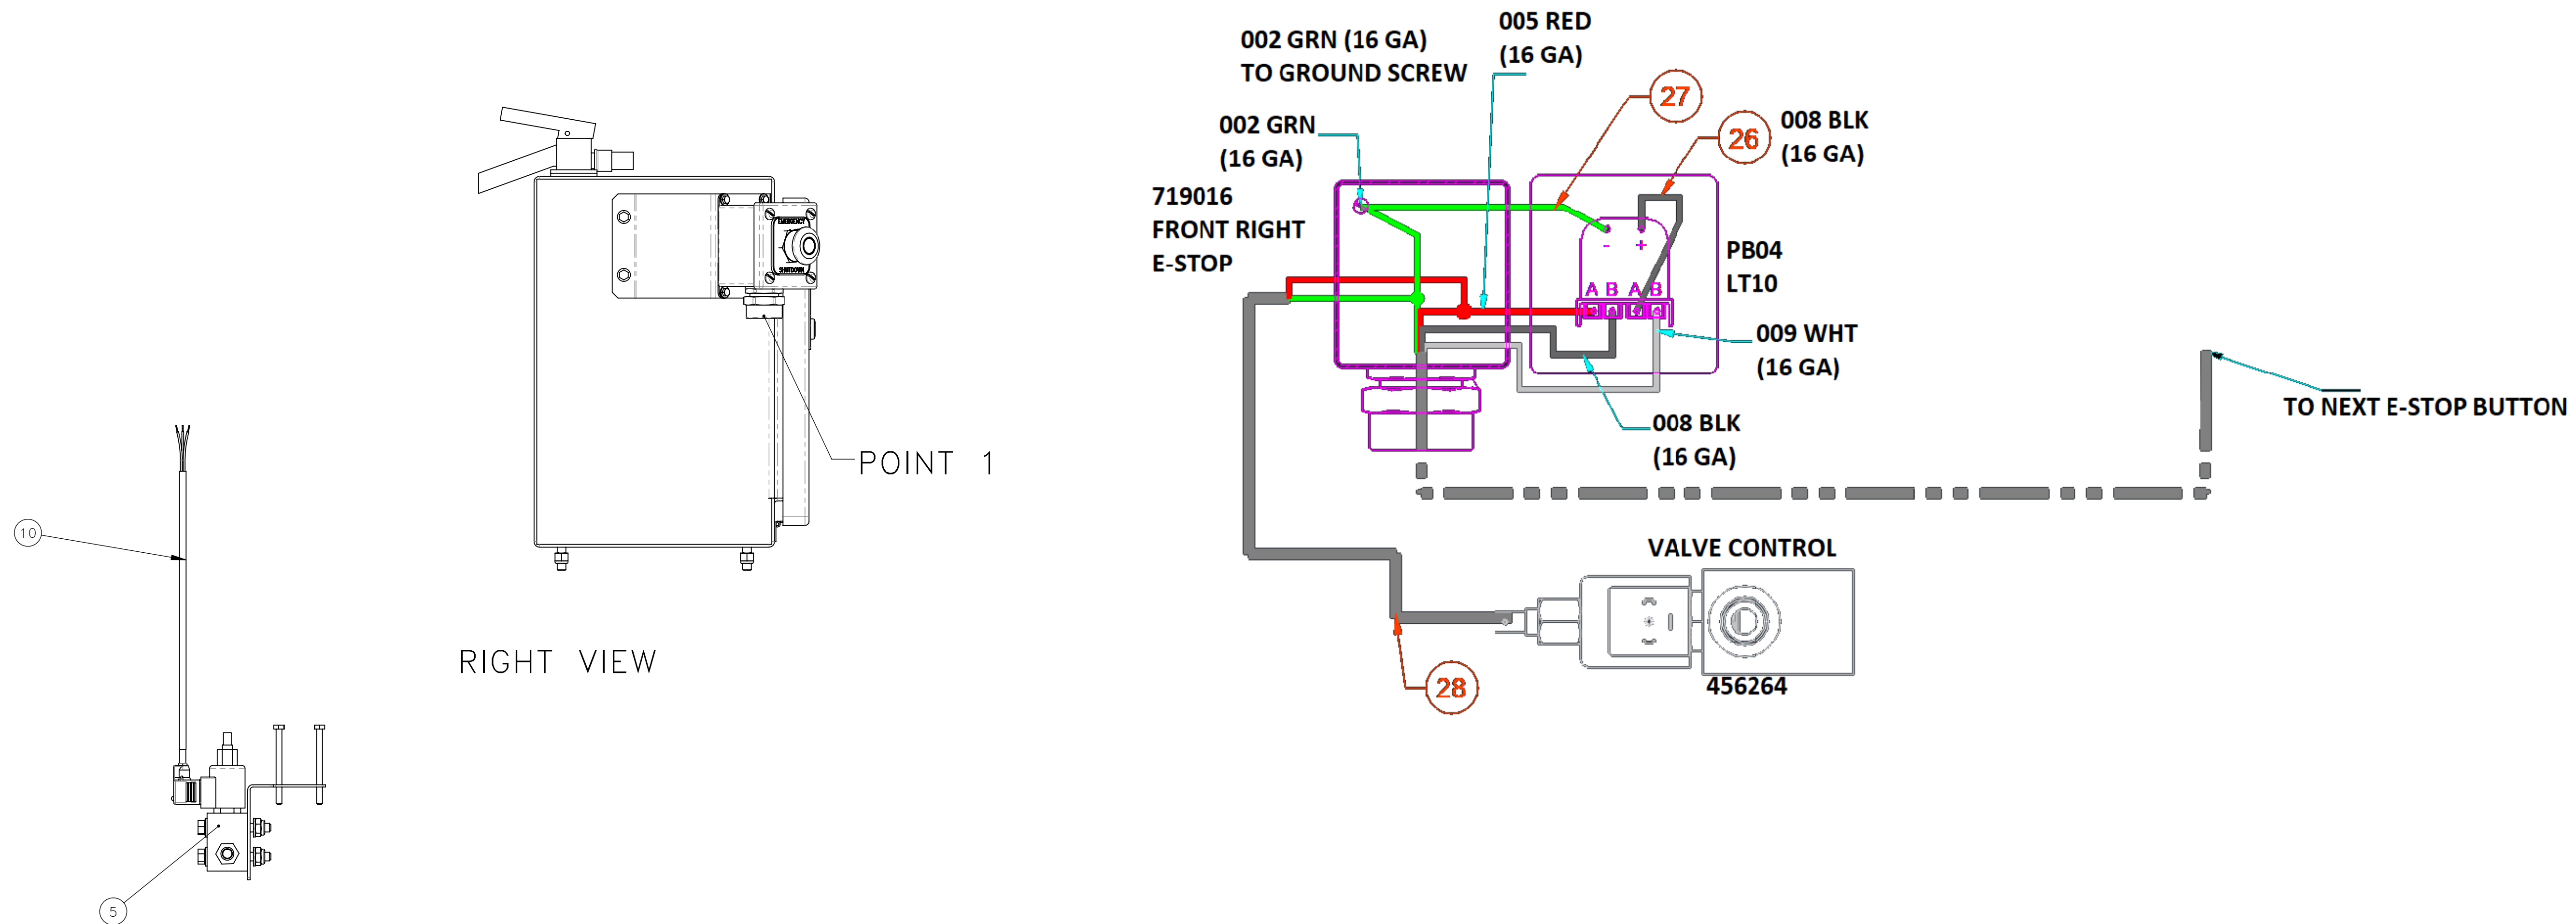 EMERGENCY
SHUTDOWN
POINT 1
RIGHT VIEW
10
5
002 GRN (16 GA)
TO GROUND SCREW
005 RED
(16 GA)
002 GRN
(16 GA)
27
26
008 BLK
(16 GA)
719016
FRONT RIGHT
E-STOP
- +
A B A B
PB04
LT10
009 WHT
(16 GA)
008 BLK
(16 GA)
TO NEXT E-STOP BUTTON
VALVE CONTROL
456264
28